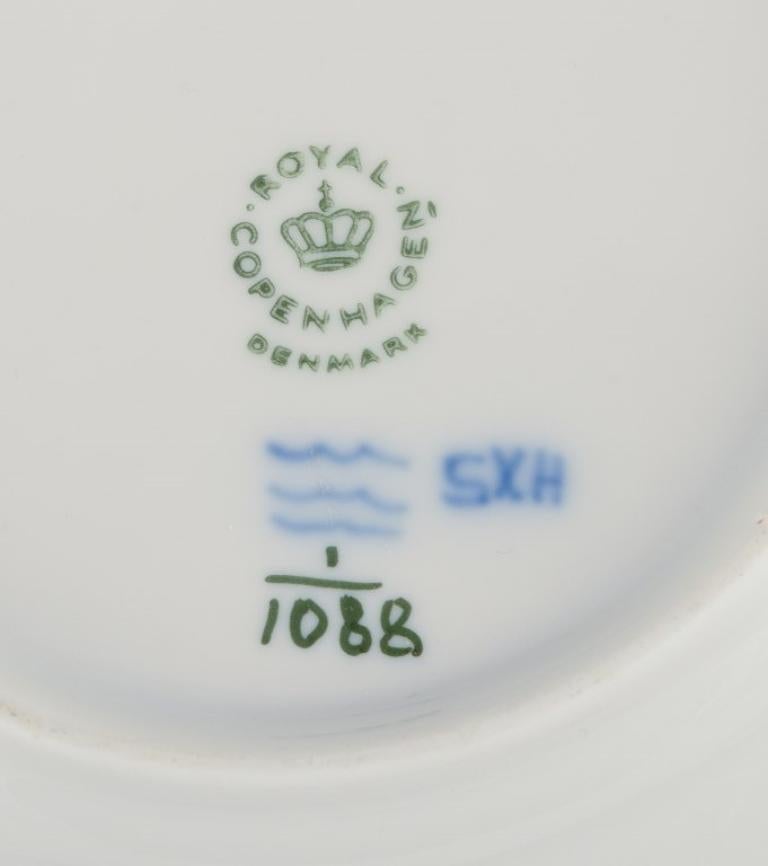 ROYAL
COPENHAGEN
DENMARK
SXH
1
1088